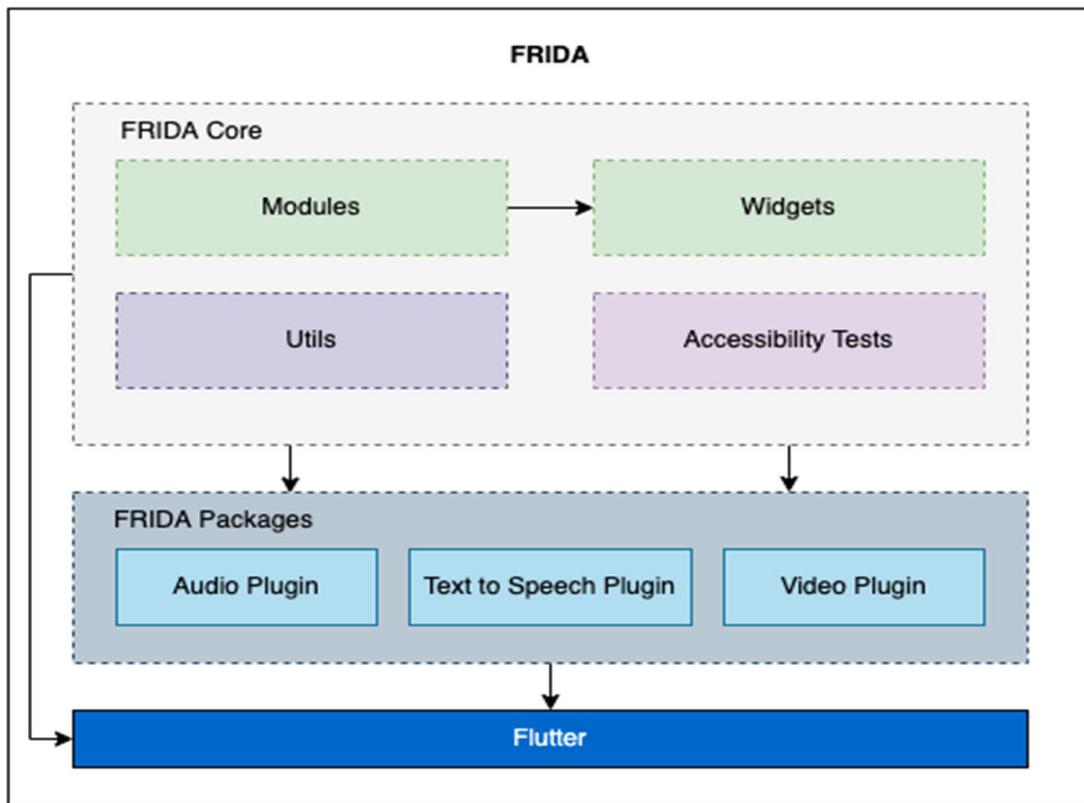 FRIDA
FRIDA Core
Modules
Widgets
Utils
Accessibility Tests
FRIDA Packages
Audio Plugin
Text to Speech Plugin
Video Plugin
Flutter